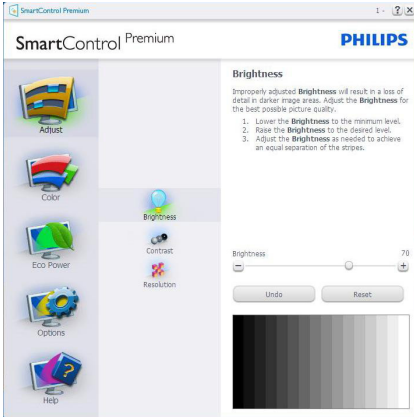 SmartControl Premium
1 -
?
X
SmartControl Premium
PHILIPS
Adjust
Color
Eco Power
Options
Help
Brightness
Contrast
Resolution
Brightness
Improperly adjusted Brightness will result in a loss of
detail in darker image areas. Adjust the Brightness for
the best possible picture quality.
1. Lower the Brightness to the minimum level.
2. Raise the Brightness to the desired level.
3. Adjust the Brightness as needed to achieve
an equal separation of the stripes.
Brightness 70
Undo
Reset